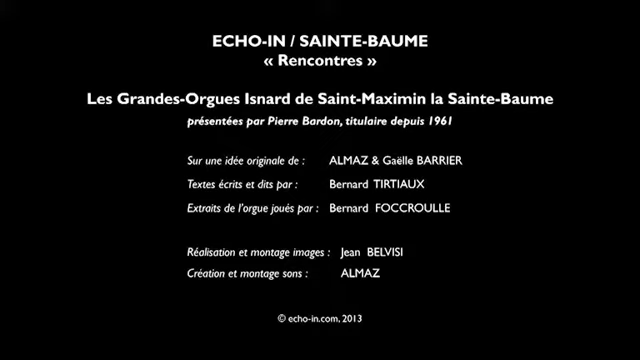 ECHO-IN / SAINTE-BAUME
« Rencontres »
Les Grandes-Orgues Isnard de Saint-Maximin la Sainte-Baume
présentées par Pierre Bardon, titulaire depuis 1961
Sur une idée originale de : ALMAZ & Gaëlle BARRIER
Textes écrits et dits par : Bernard TIRTIAUX
Extraits de l'orgue joués par : Bernard FOCCROULLE
Réalisation et montage images : Jean BELVISI
Création et montage sons : ALMAZ
© echo-in.com, 2013